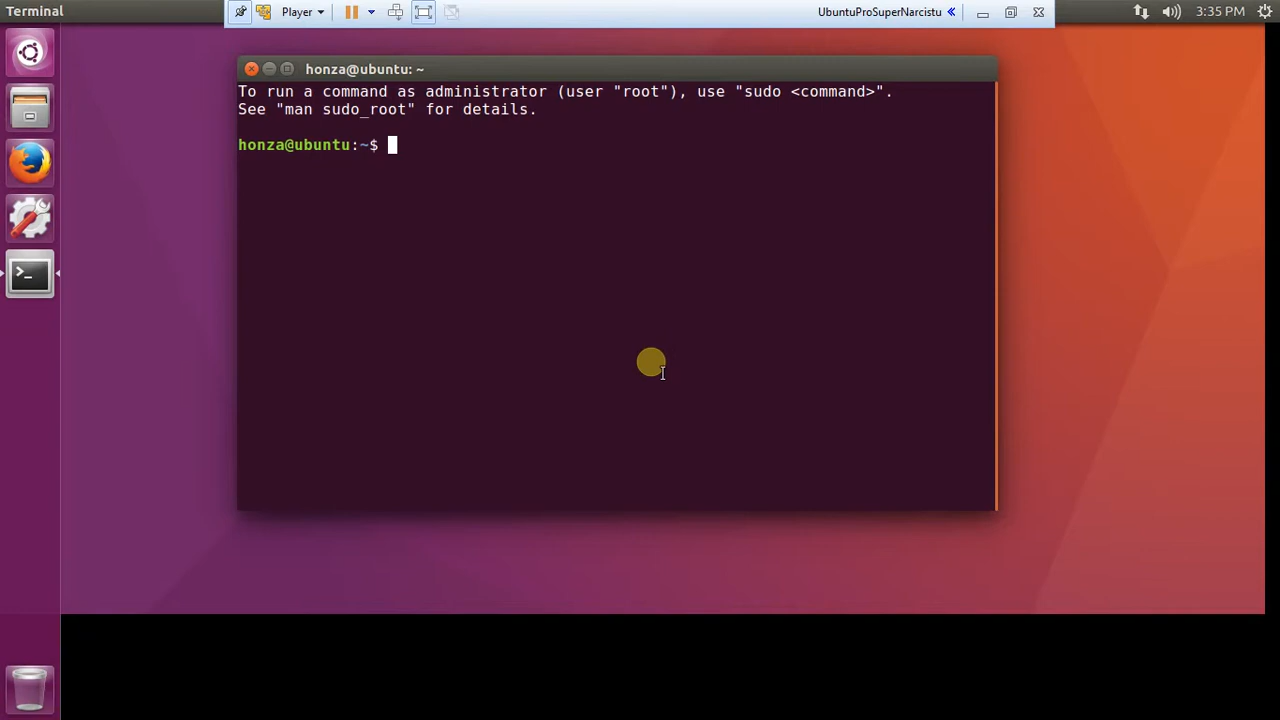 Terminal
Player
UbuntuProSuperNarcistu
3:35 PM
honza@ubuntu: ~
To run a command as administrator (user "root"), use "sudo <command>".
See "man sudo_root" for details.
honza@ubuntu:~$